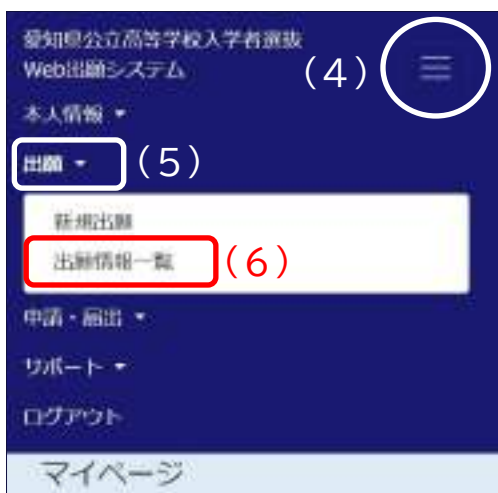 愛知県公立高等学校入学者選抜
Web出願システム
(4)
本人情報
出願
(5)
新規出願
出願情報一覧
(6)
申請・届出
サポート
ログアウト
マイページ